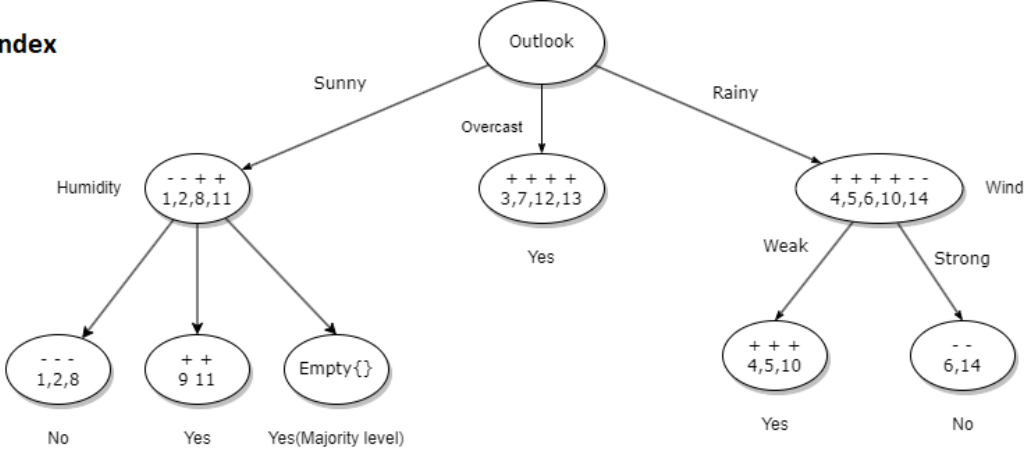 ndex
Outlook
Sunny
Rainy
Overcast
Humidity
- - + +
1,2,8,11
+ + + +
3,7,12,13
+ + + + - -
4,5,6,10,14
Wind
Yes
Weak
Strong
- - -
1,2,8
+ +
9 11
Empty{}
+ + +
4,5,10
- -
6,14
No
Yes
Yes(Majority level)
Yes
No